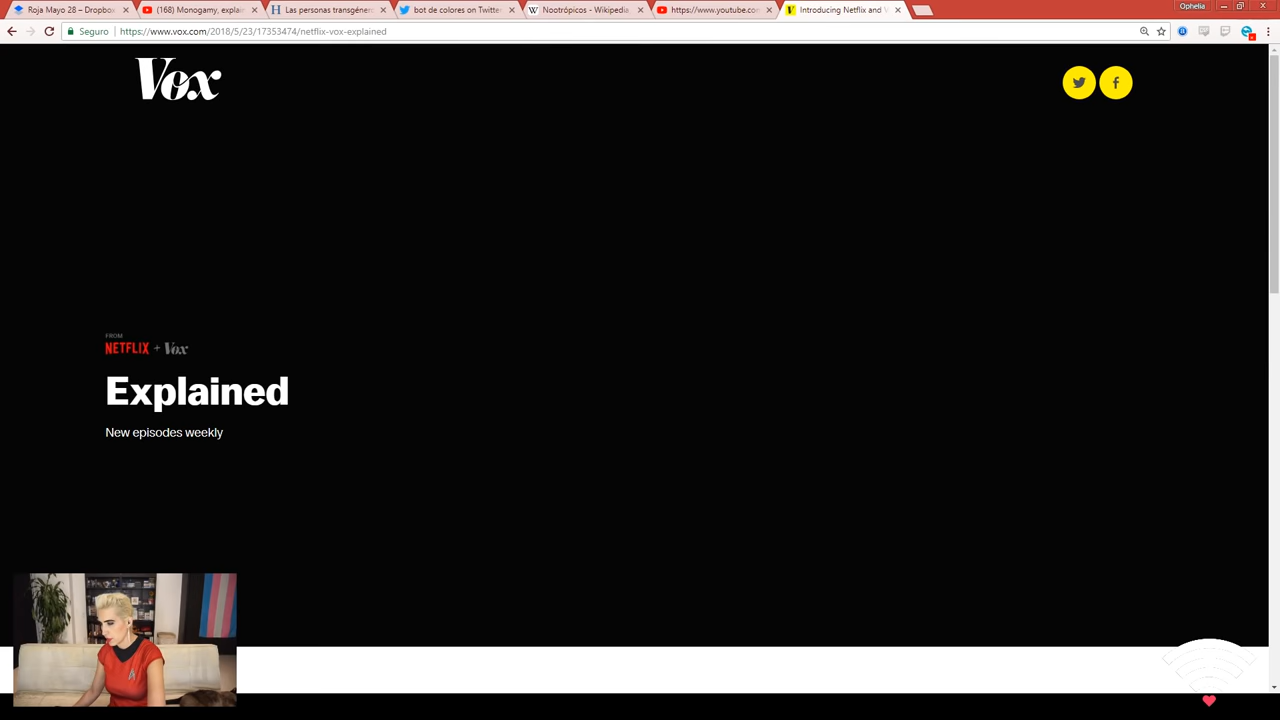 Roja Mayo 28 – Dropbox
(168) Monogamy, explai
Las personas transgéner
bot de colores on Twitter
Nootrópicos - Wikipedia,
https://www.youtube.co
Introducing Netflix and V
Ophelia
Seguro
https://www.vox.com/2018/5/23/17353474/netflix-vox-explained
Vox
FROM
NETFLIX + Vox
Explained
New episodes weekly